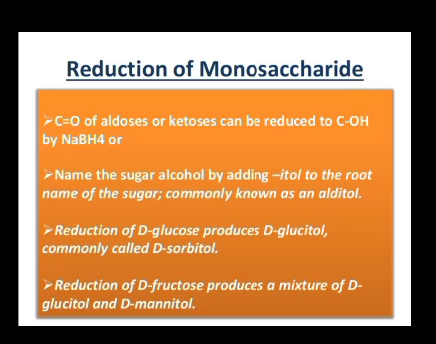 Reduction of Monosaccharide
➢C=O of aldoses or ketoses can be reduced to C-OH
by NaBH4 or
➢Name the sugar alcohol by adding –itol to the root
name of the sugar; commonly known as an alditol.
➢Reduction of D-glucose produces D-glucitol,
commonly called D-sorbitol.
➢Reduction of D-fructose produces a mixture of D-
glucitol and D-mannitol.